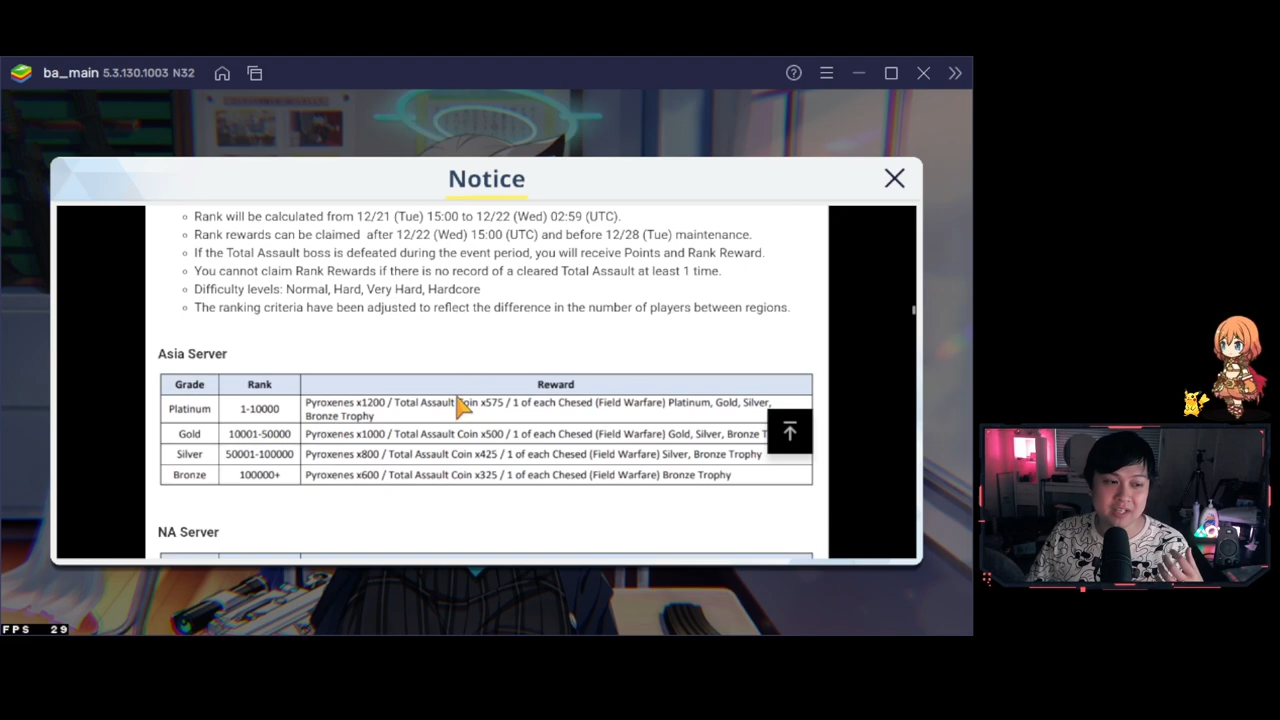 ba_main 5.3.130.1003 N32
Notice
Rank will be calculated from 12/21 (Tue) 15:00 to 12/22 (Wed) 02:59 (UTC).
Rank rewards can be claimed after 12/22 (Wed) 15:00 (UTC) and before 12/28 (Tue) maintenance.
If the Total Assault boss is defeated during the event period, you will receive Points and Rank Reward.
You cannot claim Rank Rewards if there is no record of a cleared Total Assault at least 1 time.
Difficulty levels: Normal, Hard, Very Hard, Hardcore
The ranking criteria have been adjusted to reflect the difference in the number of players between regions.
Asia Server
Grade Rank Reward
Platinum 1-10000 Pyroxenes x1200 / Total Assault Coin x575 / 1 of each Chesed (Field Warfare) Platinum, Gold, Silver,
Bronze Trophy
Gold 10001-50000 Pyroxenes x1000 / Total Assault Coin x500 / 1 of each Chesed (Field Warfare) Gold, Silver, Bronze T
Silver 50001-100000 Pyroxenes x800 / Total Assault Coin x425 / 1 of each Chesed (Field Warfare) Silver, Bronze Trophy
Bronze 100000+ Pyroxenes x600 / Total Assault Coin x325 / 1 of each Chesed (Field Warfare) Bronze Trophy
NA Server
FPS 29